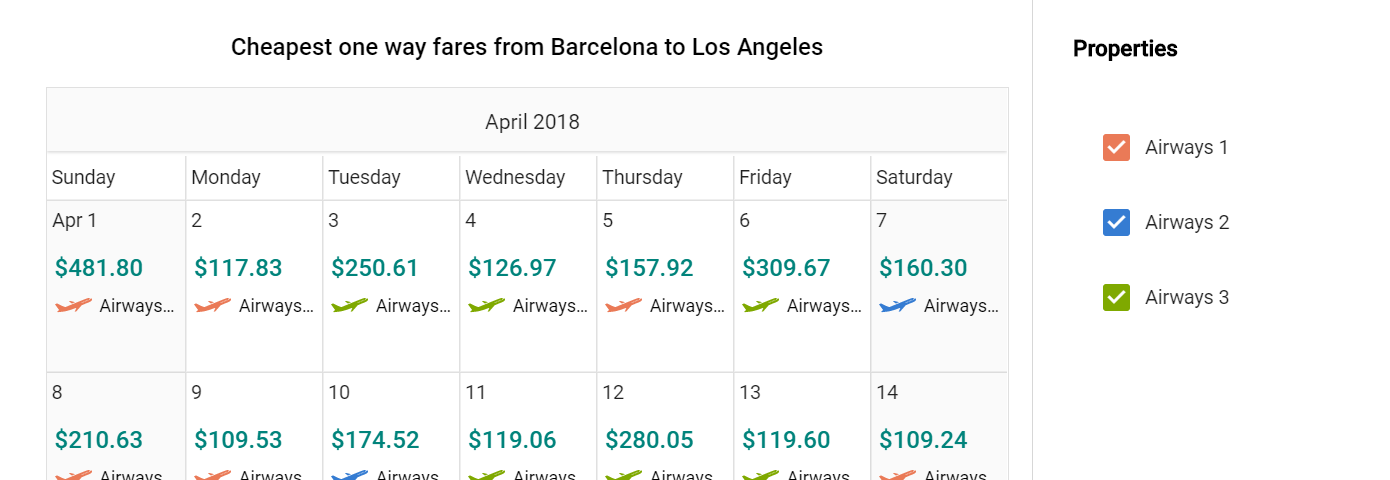 Cheapest one way fares from Barcelona to Los Angeles
Properties
April 2018
Airways 1
Airways 2
Airways 3
Sunday Monday Tuesday Wednesday Thursday Friday Saturday
Apr 1 2 3 4 5 6 7
$481.80 $117.83 $250.61 $126.97 $157.92 $309.67 $160.30
Airways... Airways... Airways... Airways... Airways... Airways... Airways...
8 9 10 11 12 13 14
$210.63 $109.53 $174.52 $119.06 $280.05 $119.60 $109.24
Airways Airways Airways Airways Airways Airways Airways